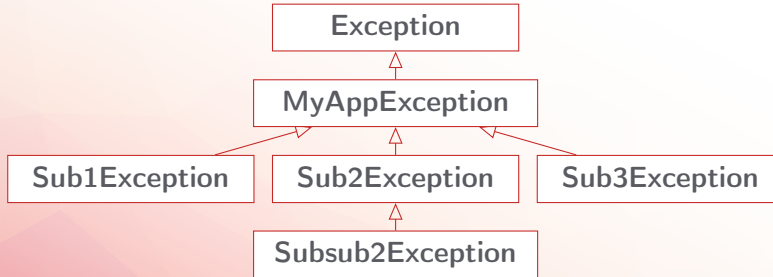 Exception
MyAppException
Sub1Exception
Sub2Exception
Sub3Exception
Subsub2Exception